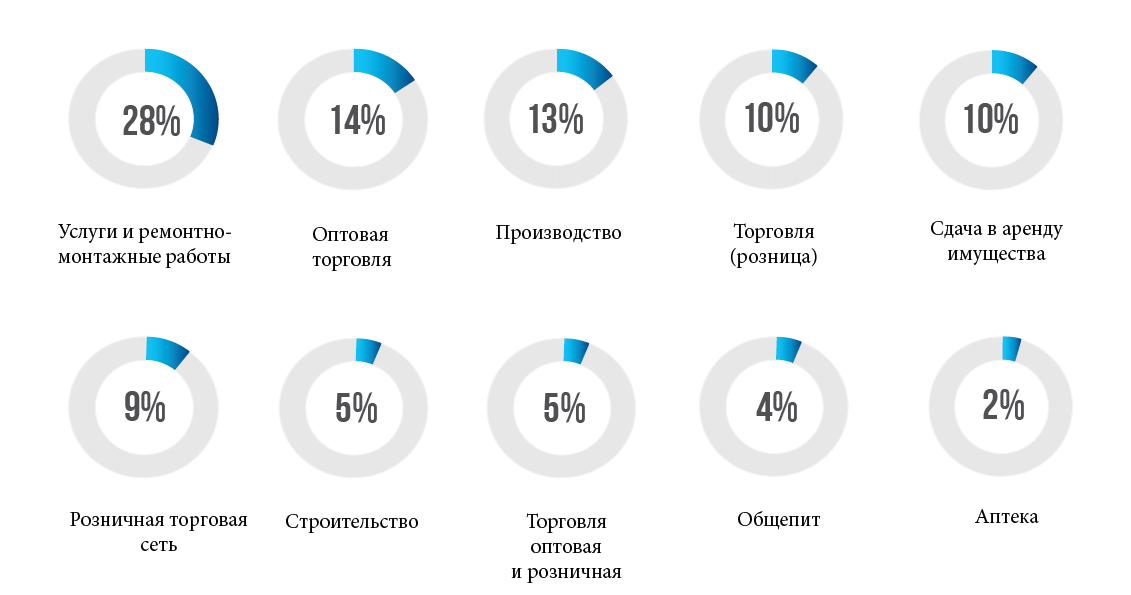 28%
14%
13%
10%
10%
Услуги и ремонтно-
монтажные работы
Оптовая
торговля
Производство
Торговля
(розница)
Сдача в аренду
имущества
9%
5%
5%
4%
2%
Розничная торговая
сеть
Строительство
Торговля
оптовая
и розничная
Общепит
Аптека